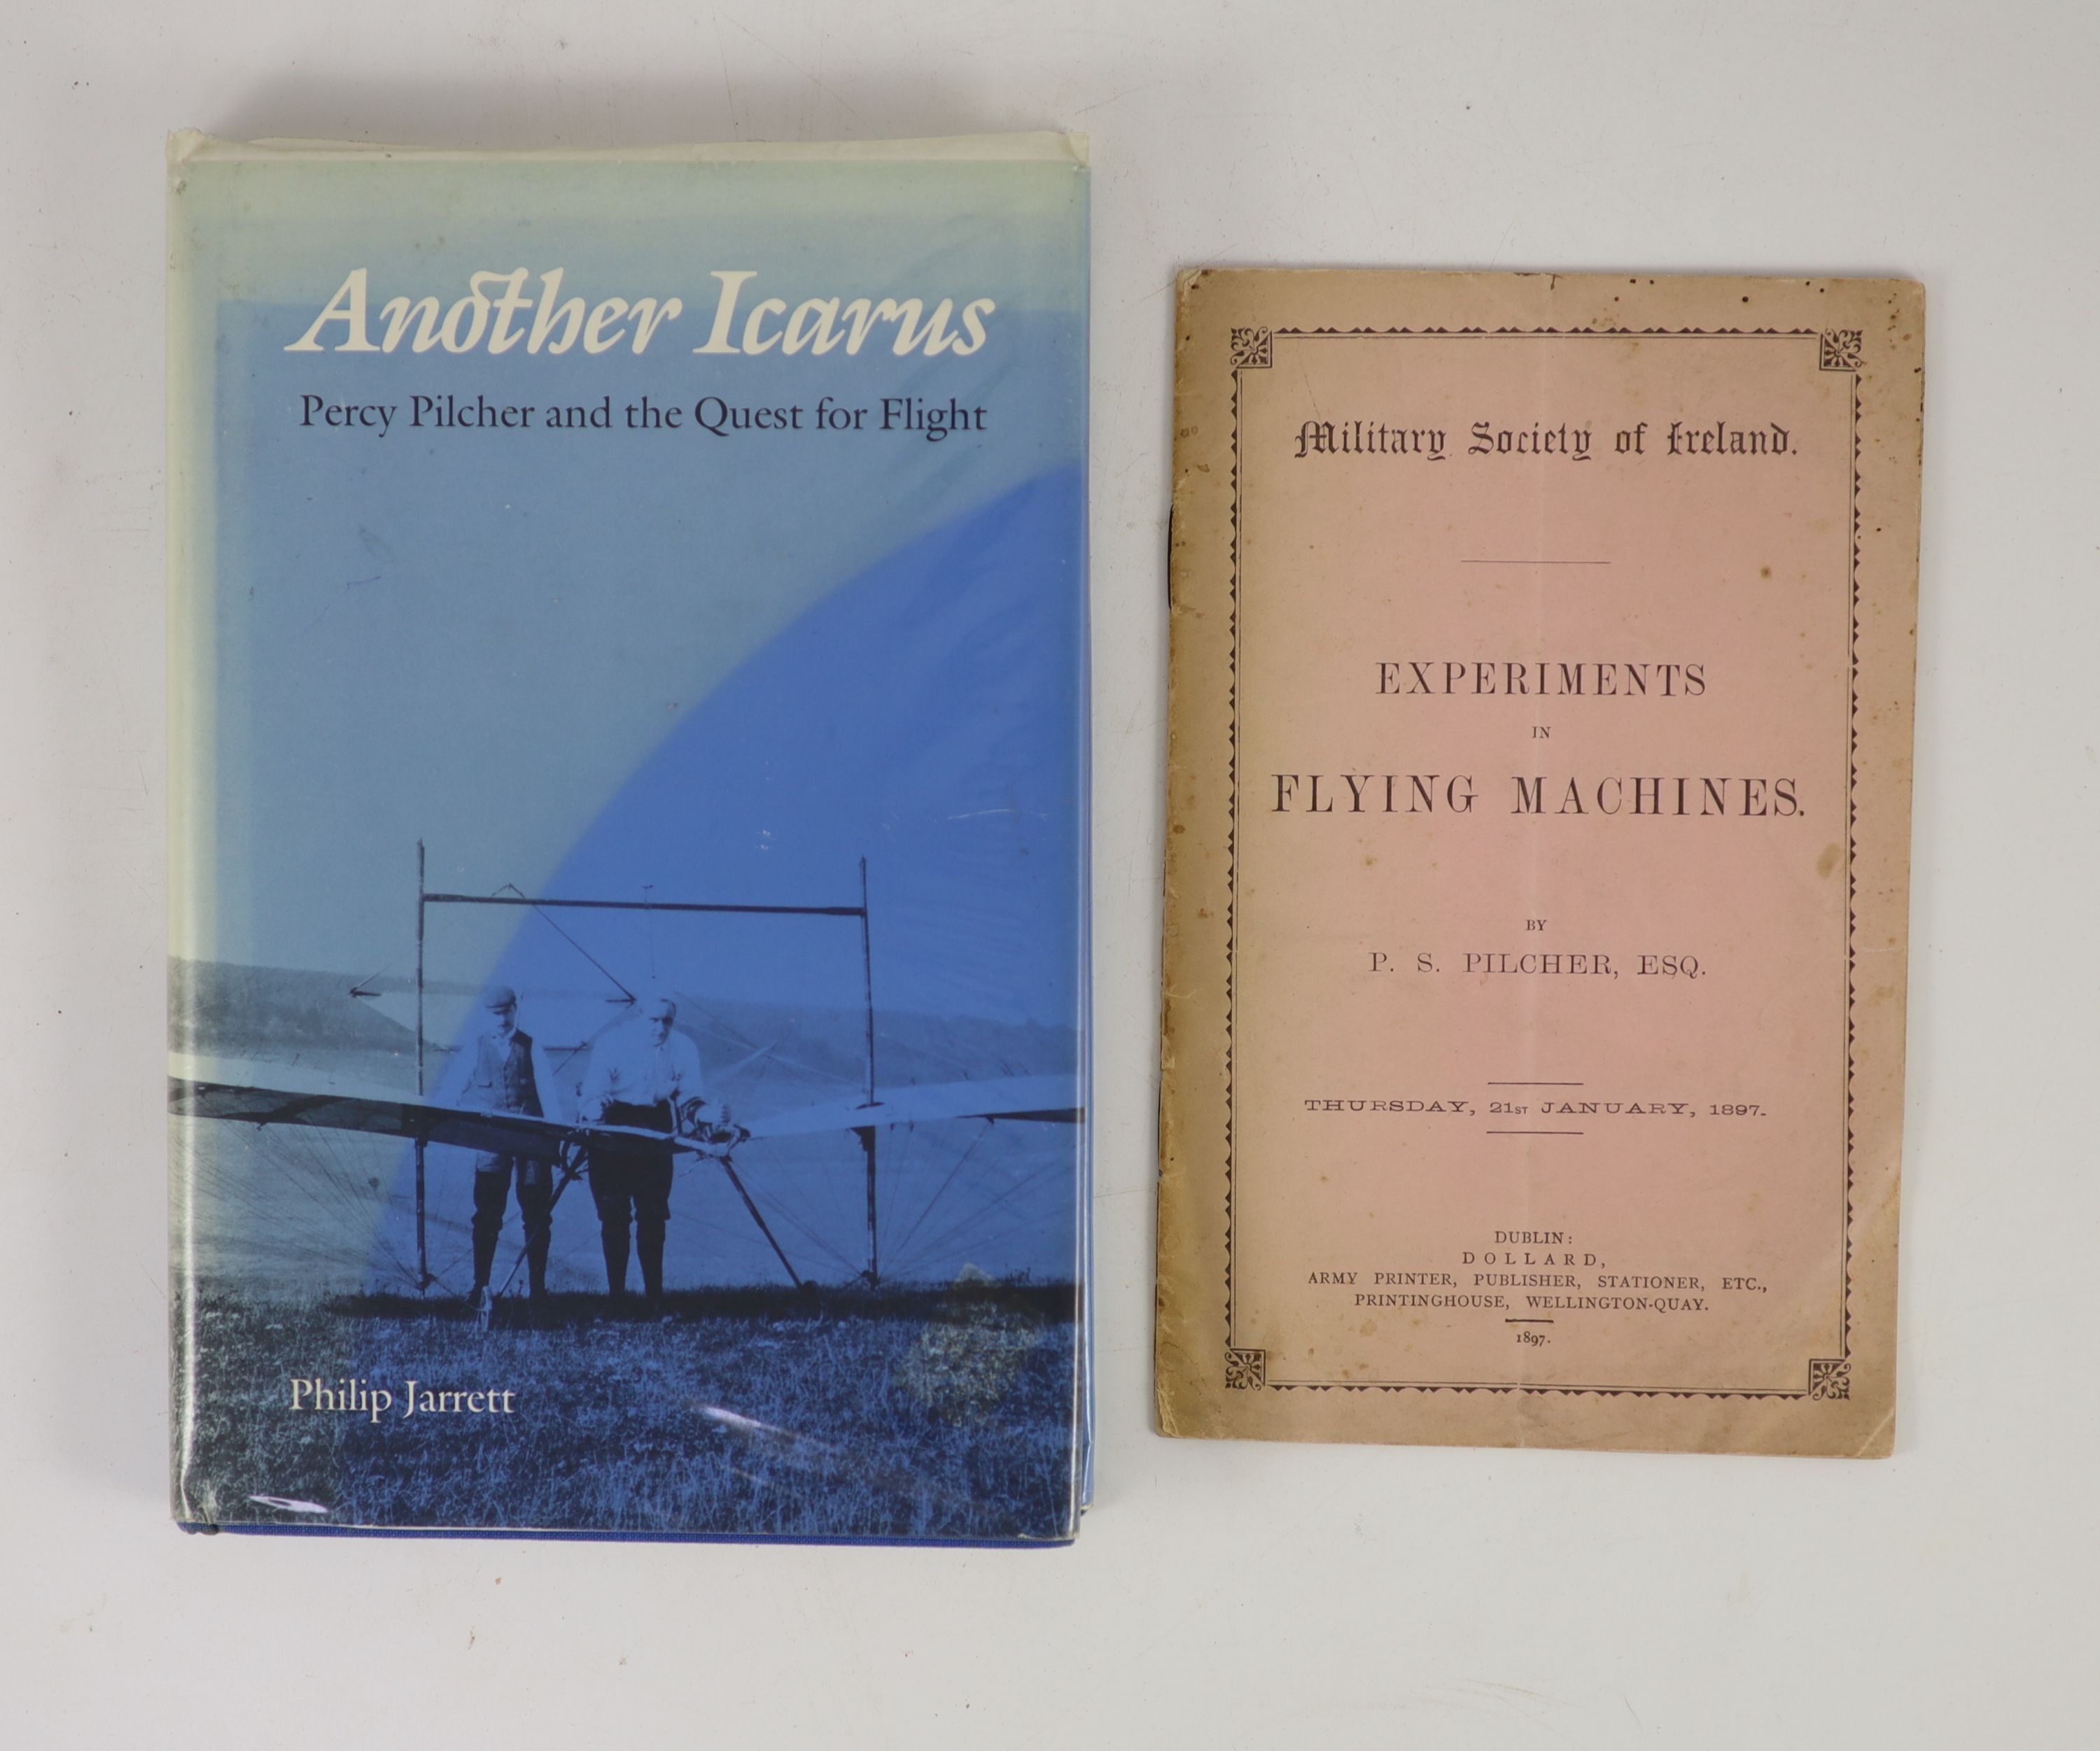 Another Icarus
Percy Pilcher and the Quest for Flight
Philip Jarrett
Military Society of Ireland.
EXPERIMENTS
IN
FLYING MACHINES.
BY
P. S. PILCHER, ESQ.
THURSDAY, 21ST JANUARY, 1897.
DUBLIN:
DOLLARD,
ARMY PRINTER, PUBLISHER, STATIONER, ETC.,
PRINTINGHOUSE, WELLINGTON-QUAY.
1897.